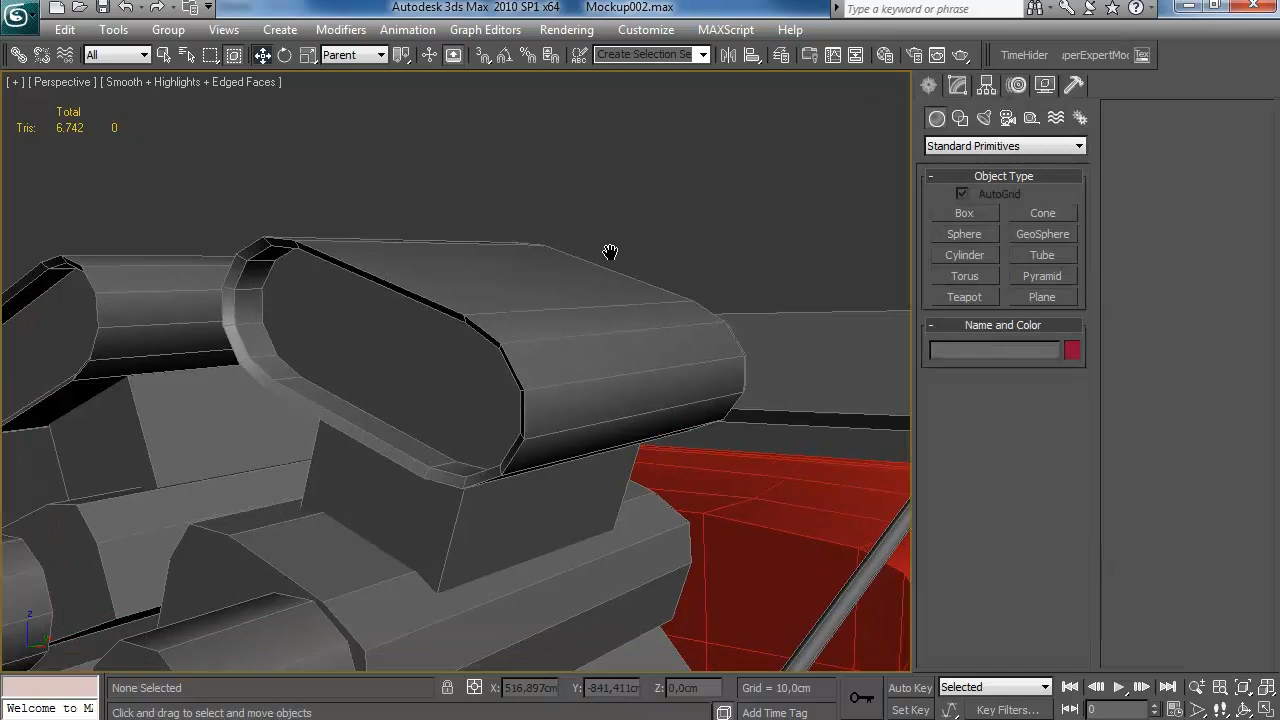 Autodesk 3ds Max 2010 SP1 x64 Mockup002.max
Type a keyword or phrase
Edit Tools Group Views Create Modifiers Animation Graph Editors Rendering Customize MAXScript Help
All Parent Create Selection Se TimeHider perExpertMo Tex
[ + ] [ Perspective ] [ Smooth + Highlights + Edged Faces ]
Total
Tris: 6.742 0
Standard Primitives
- Object Type
AutoGrid
Box Cone
Sphere GeoSphere
Cylinder Tube
Torus Pyramid
Teapot Plane
- Name and Color
z
None Selected X: 516,897cm Y: -841,411cm Z: 0,0cm Grid = 10,0cm Auto Key Selected
Welcome to M Click and drag to select and move objects Add Time Tag Set Key Key Filters... 0